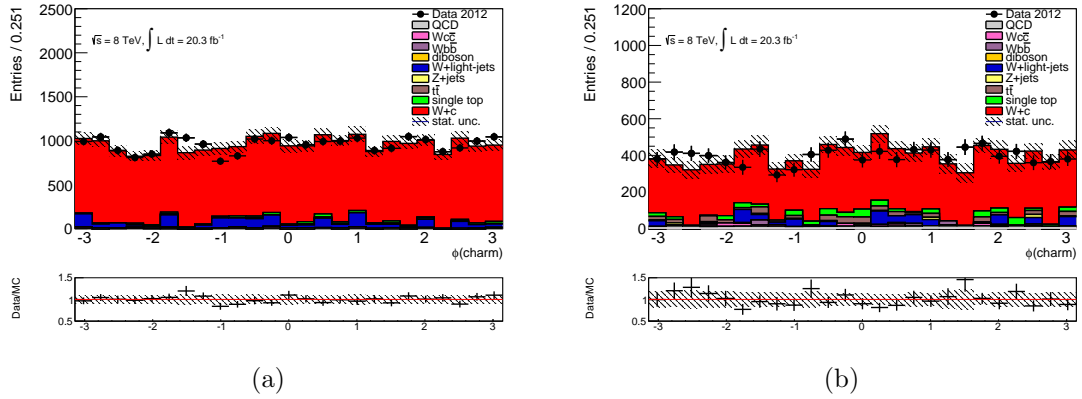 Entries / 0.251
2500
2000
1500
1000
500
0
√s = 8 TeV, ∫ L dt = 20.3 fb⁻¹
Data 2012
QCD
Wcc̅
Wbb̅
diboson
W+light-jets
Z+jets
tt̅
single top
W+c
stat. unc.
-3 -2 -1 0 1 2 3
ϕ(charm)
Data/MC
1.5
1
0.5
-3 -2 -1 0 1 2 3
(a)
Entries / 0.251
1200
1000
800
600
400
200
0
√s = 8 TeV, ∫ L dt = 20.3 fb⁻¹
Data 2012
QCD
Wcc̅
Wbb̅
diboson
W+light-jets
Z+jets
tt̅
single top
W+c
stat. unc.
-3 -2 -1 0 1 2 3
ϕ(charm)
Data/MC
1.5
1
0.5
-3 -2 -1 0 1 2 3
(b)